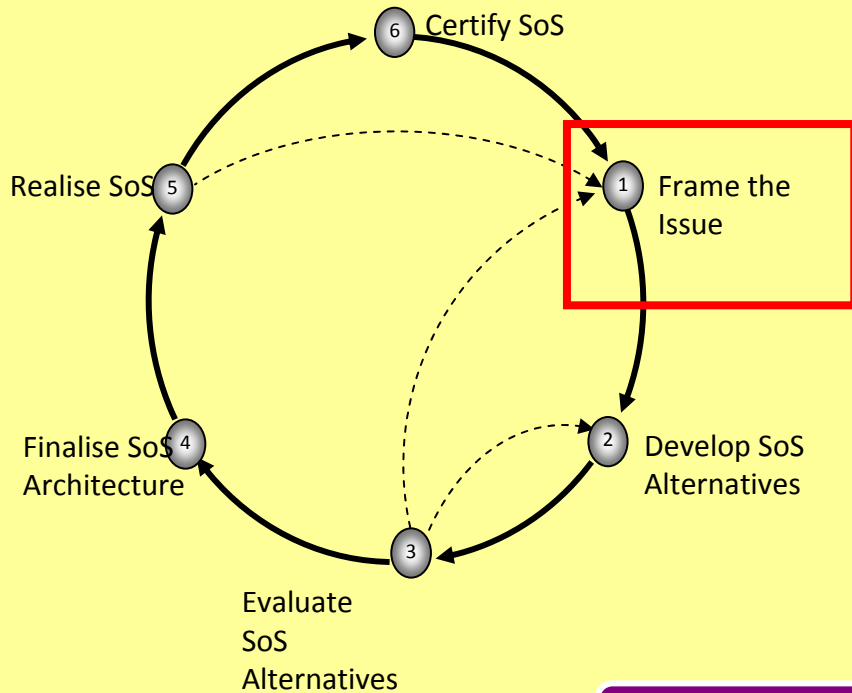 6 Certify SoS
1 Frame the
Issue
2 Develop SoS
Alternatives
3
Evaluate
SoS
Alternatives
Finalise SoS 4
Architecture
Realise SoS 5